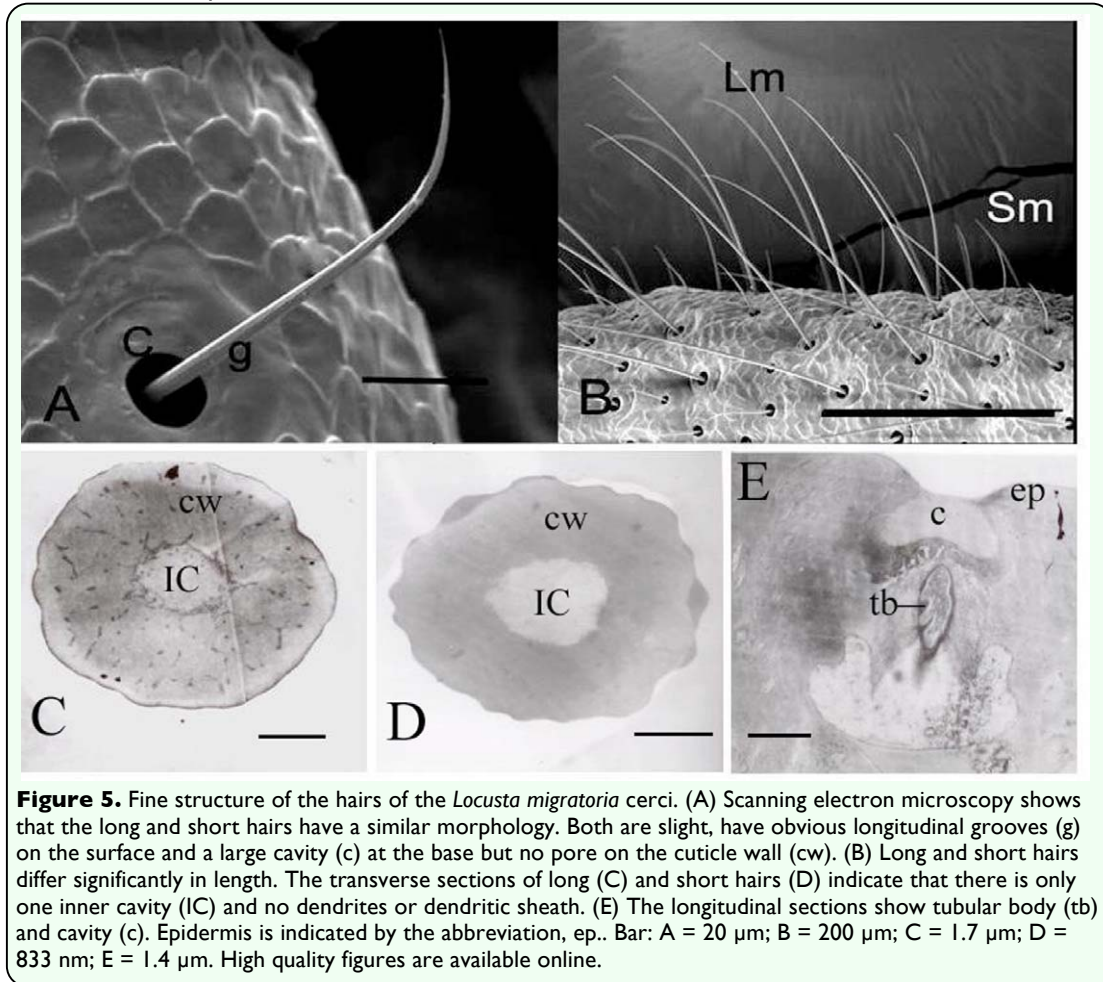 Lm
Sm
C
g
A
B
cw
IC
C
cw
IC
D
E
ep
c
tb
Figure 5. Fine structure of the hairs of the Locusta migratoria cerci. (A) Scanning electron microscopy shows
that the long and short hairs have a similar morphology. Both are slight, have obvious longitudinal grooves (g)
on the surface and a large cavity (c) at the base but no pore on the cuticle wall (cw). (B) Long and short hairs
differ significantly in length. The transverse sections of long (C) and short hairs (D) indicate that there is only
one inner cavity (IC) and no dendrites or dendritic sheath. (E) The longitudinal sections show tubular body (tb)
and cavity (c). Epidermis is indicated by the abbreviation, ep.. Bar: A = 20 µm; B = 200 µm; C = 1.7 µm; D =
833 nm; E = 1.4 µm. High quality figures are available online.